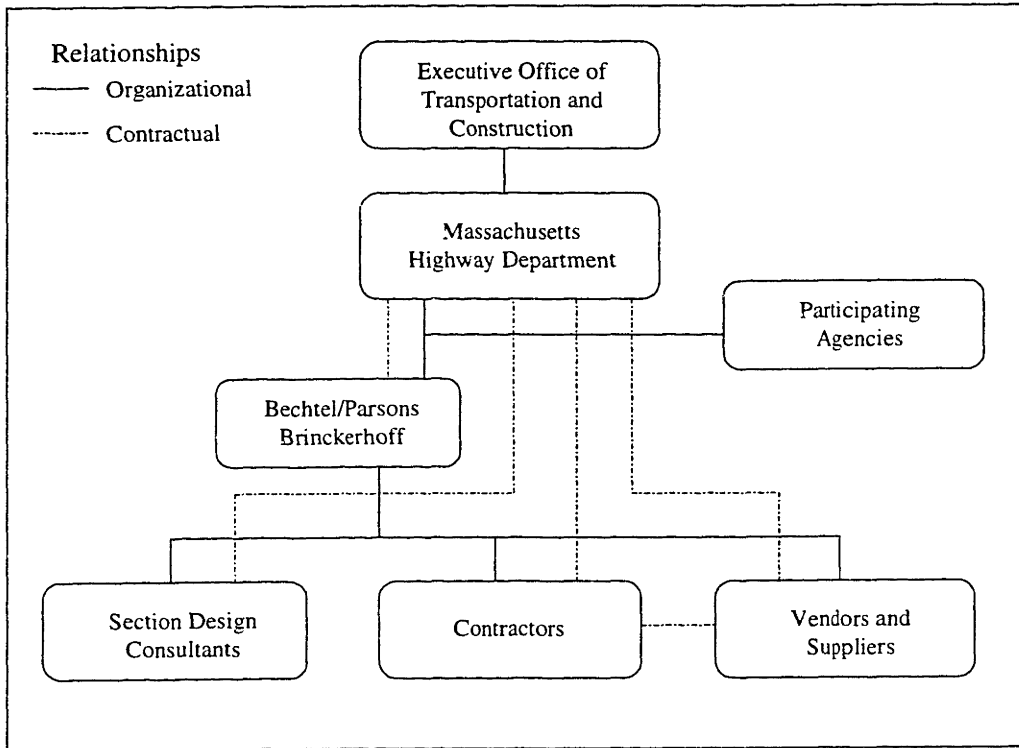 Relationships
Organizational
Contractual
Executive Office of
Transportation and
Construction
Massachusetts
Highway Department
Participating
Agencies
Bechtel/Parsons
Brinckerhoff
Section Design
Consultants
Contractors
Vendors and
Suppliers